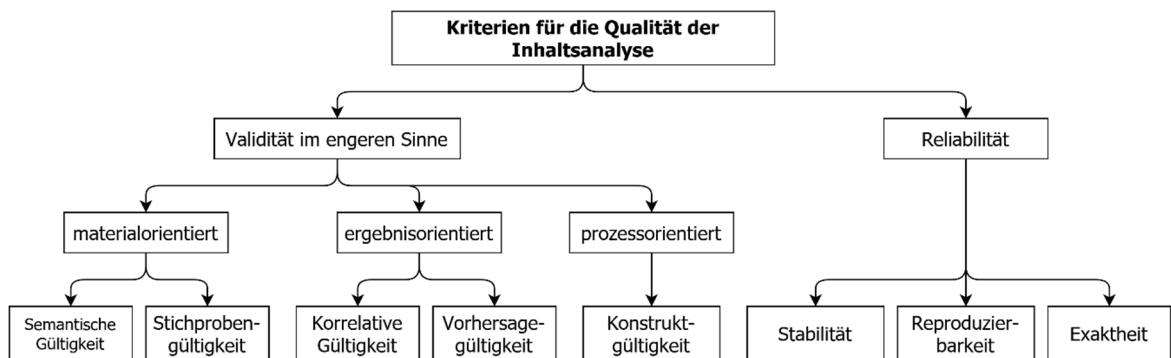 Kriterien für die Qualität der
Inhaltsanalyse
Validität im engeren Sinne
Reliabilität
materialorientiert
ergebnisorientiert
prozessorientiert
Semantische
Gültigkeit
Stichproben-
gültigkeit
Korrelative
Gültigkeit
Vorhersage-
gültigkeit
Konstrukt-
gültigkeit
Stabilität
Reproduzier-
barkeit
Exaktheit